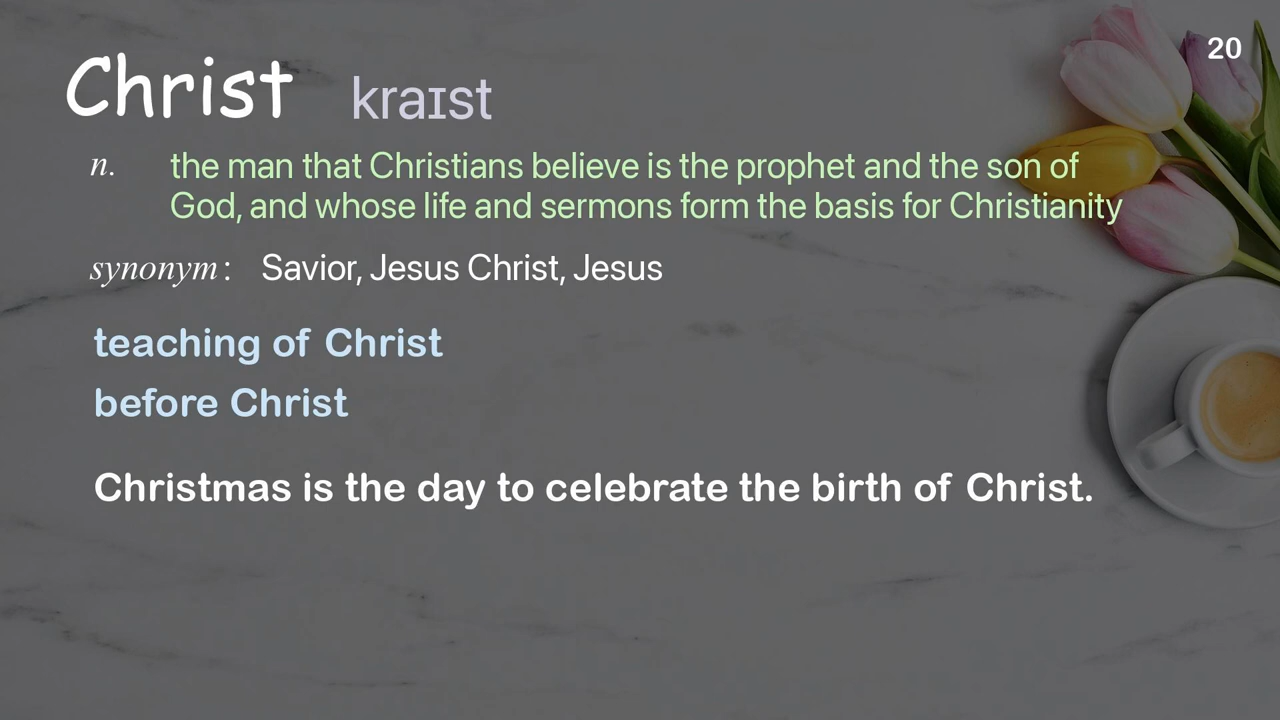 20
Christ kraɪst
n. the man that Christians believe is the prophet and the son of
God, and whose life and sermons form the basis for Christianity
synonym: Savior, Jesus Christ, Jesus
teaching of Christ
before Christ
Christmas is the day to celebrate the birth of Christ.